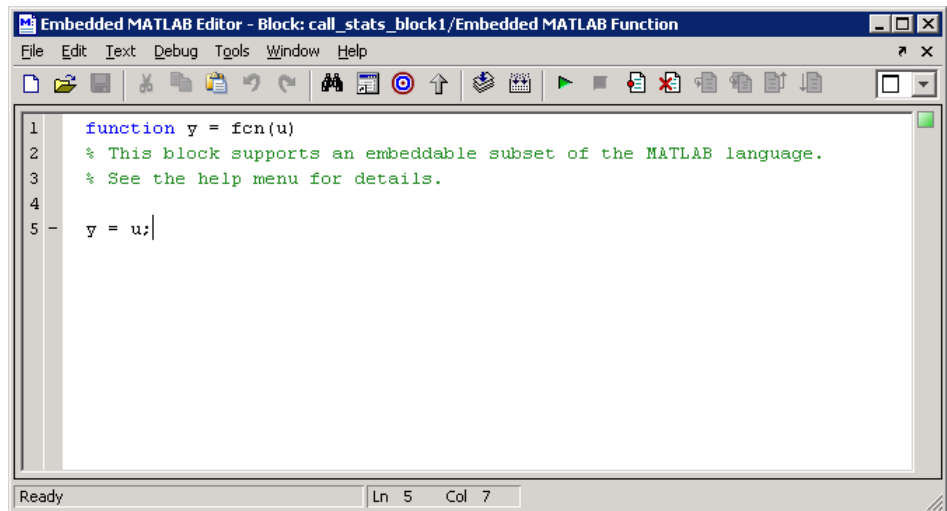 Embedded MATLAB Editor - Block: call_stats_block1/Embedded MATLAB Function
File Edit Text Debug Tools Window Help
1 function y = fcn(u)
2 % This block supports an embeddable subset of the MATLAB language.
3 % See the help menu for details.
4
5 - y = u;
Ready Ln 5 Col 7